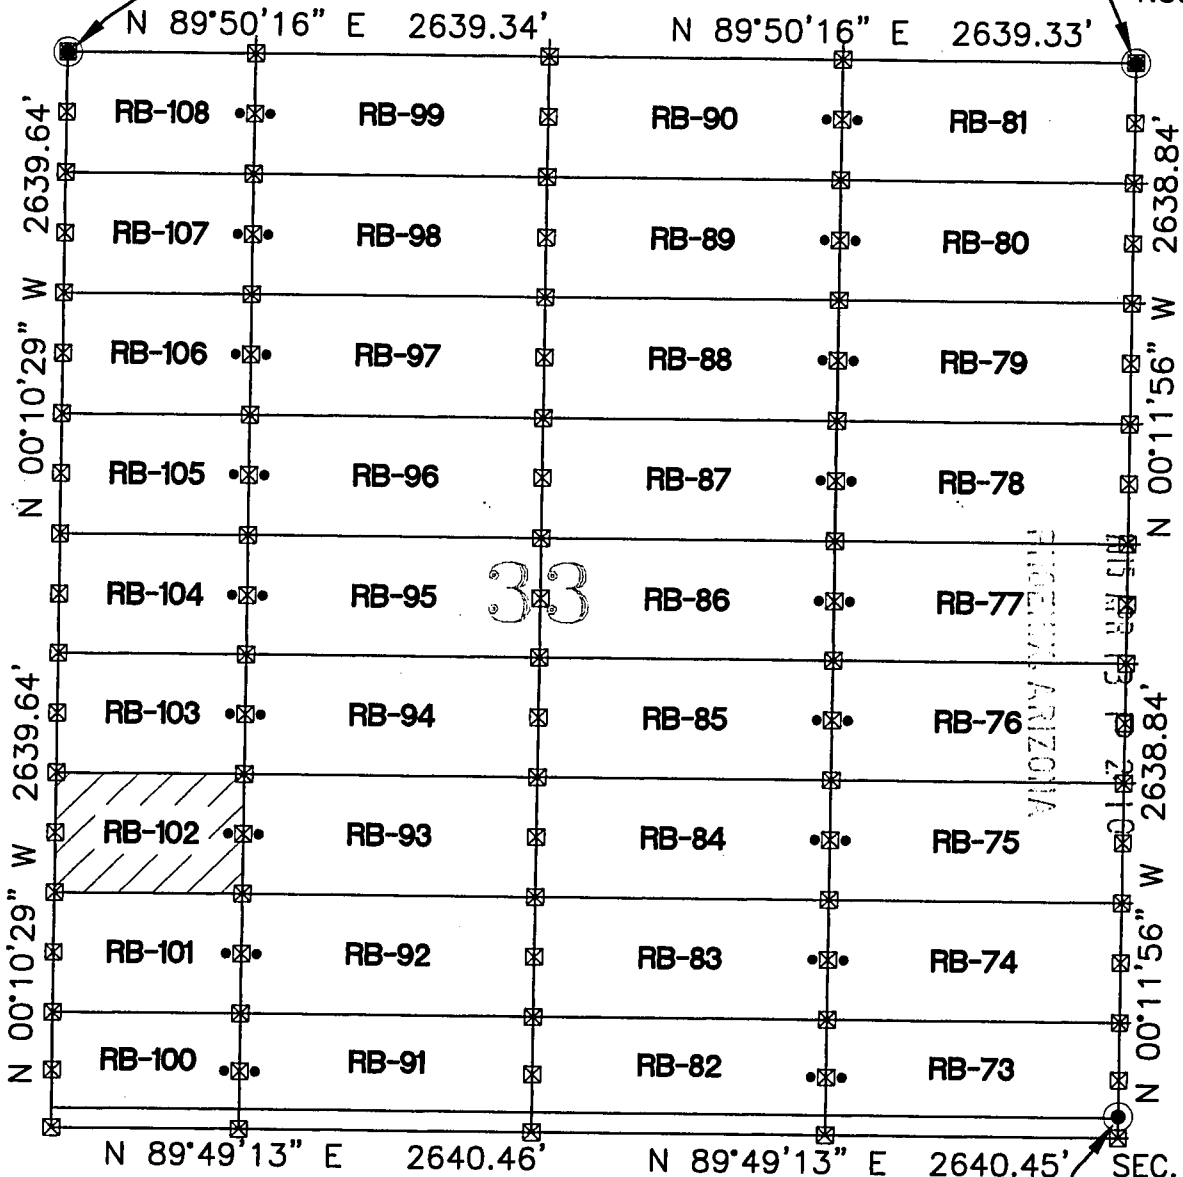 N 89°50'16" E 2639.34' N 89°50'16" E 2639.33'
RB-108 RB-99 RB-90 RB-81
RB-107 RB-98 RB-89 RB-80
RB-106 RB-97 RB-88 RB-79
RB-105 RB-96 RB-87 RB-78
RB-104 RB-95 33 RB-86 RB-77
RB-103 RB-94 RB-85 RB-76
RB-102 RB-93 RB-84 RB-75
RB-101 RB-92 RB-83 RB-74
RB-100 RB-91 RB-82 RB-73
N 89°49'13" E 2640.46' N 89°49'13" E 2640.45' SEC.
N 00°10'29" W 2639.64'
N 00°10'29" W 2639.64'
N 00°11'56" W 2638.84'
N 00°11'56" W 2638.84'
PHOENIX, ARIZONA